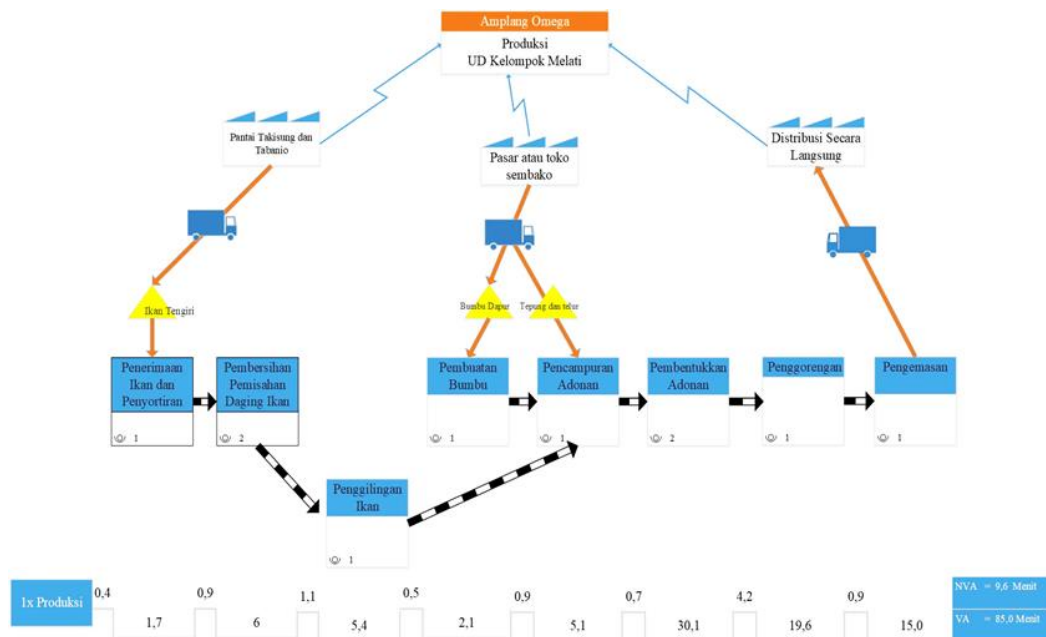 Amplang Omega
Produksi
UD Kelompok Melati
Pantai Takisung dan
Tabanio
Pasar atau toko
sembako
Distribusi Secara
Langsung
Ikan Tengiri
Bumbu Dapur
Tepung dan telur
Penerimaan
Ikan dan
Penyortiran
1
Pembersihan
Pemisahan
Daging Ikan
2
Pembuatan
Bumbu
1
Pencampuran
Adonan
1
Pembentukkan
Adonan
2
Penggorengan
1
Pengemasan
1
Penggilingan
Ikan
1
1x Produksi
0,4 0,9 1,1 0,5 0,9 0,7 4,2 0,9
1,7 6 5,4 2,1 5,1 30,1 19,6 15,0
NVA = 9,6 Menit
VA = 85,0 Menit